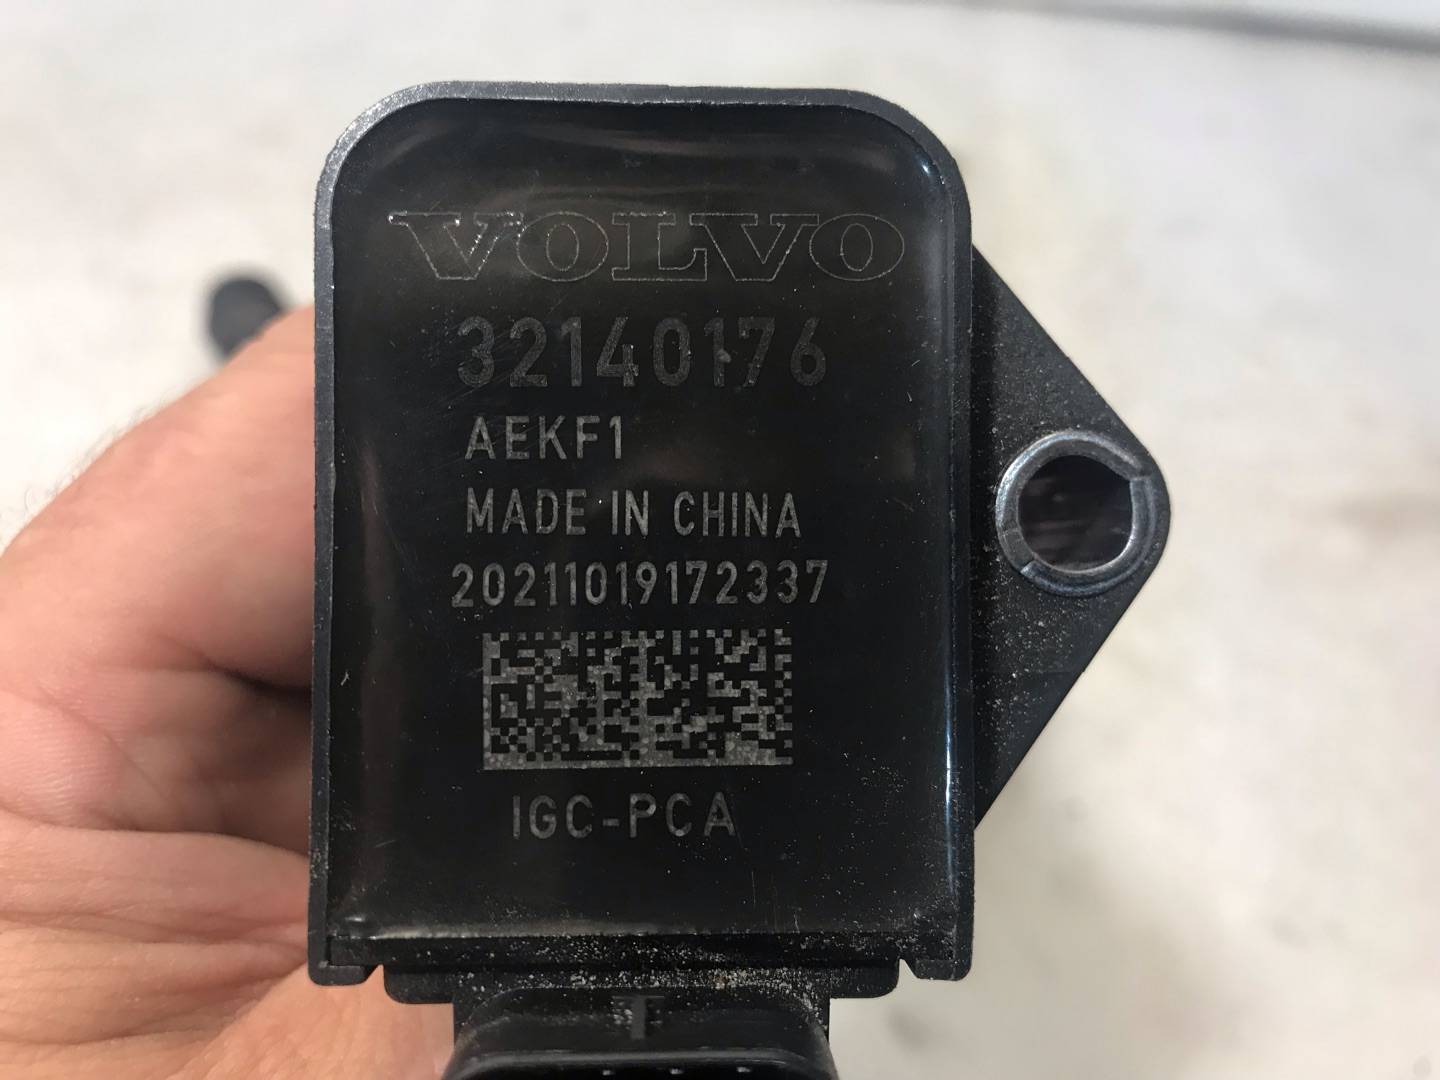 VOLVO
32140176
AEKF1
MADE IN CHINA
20211019172337
IGC-PCA